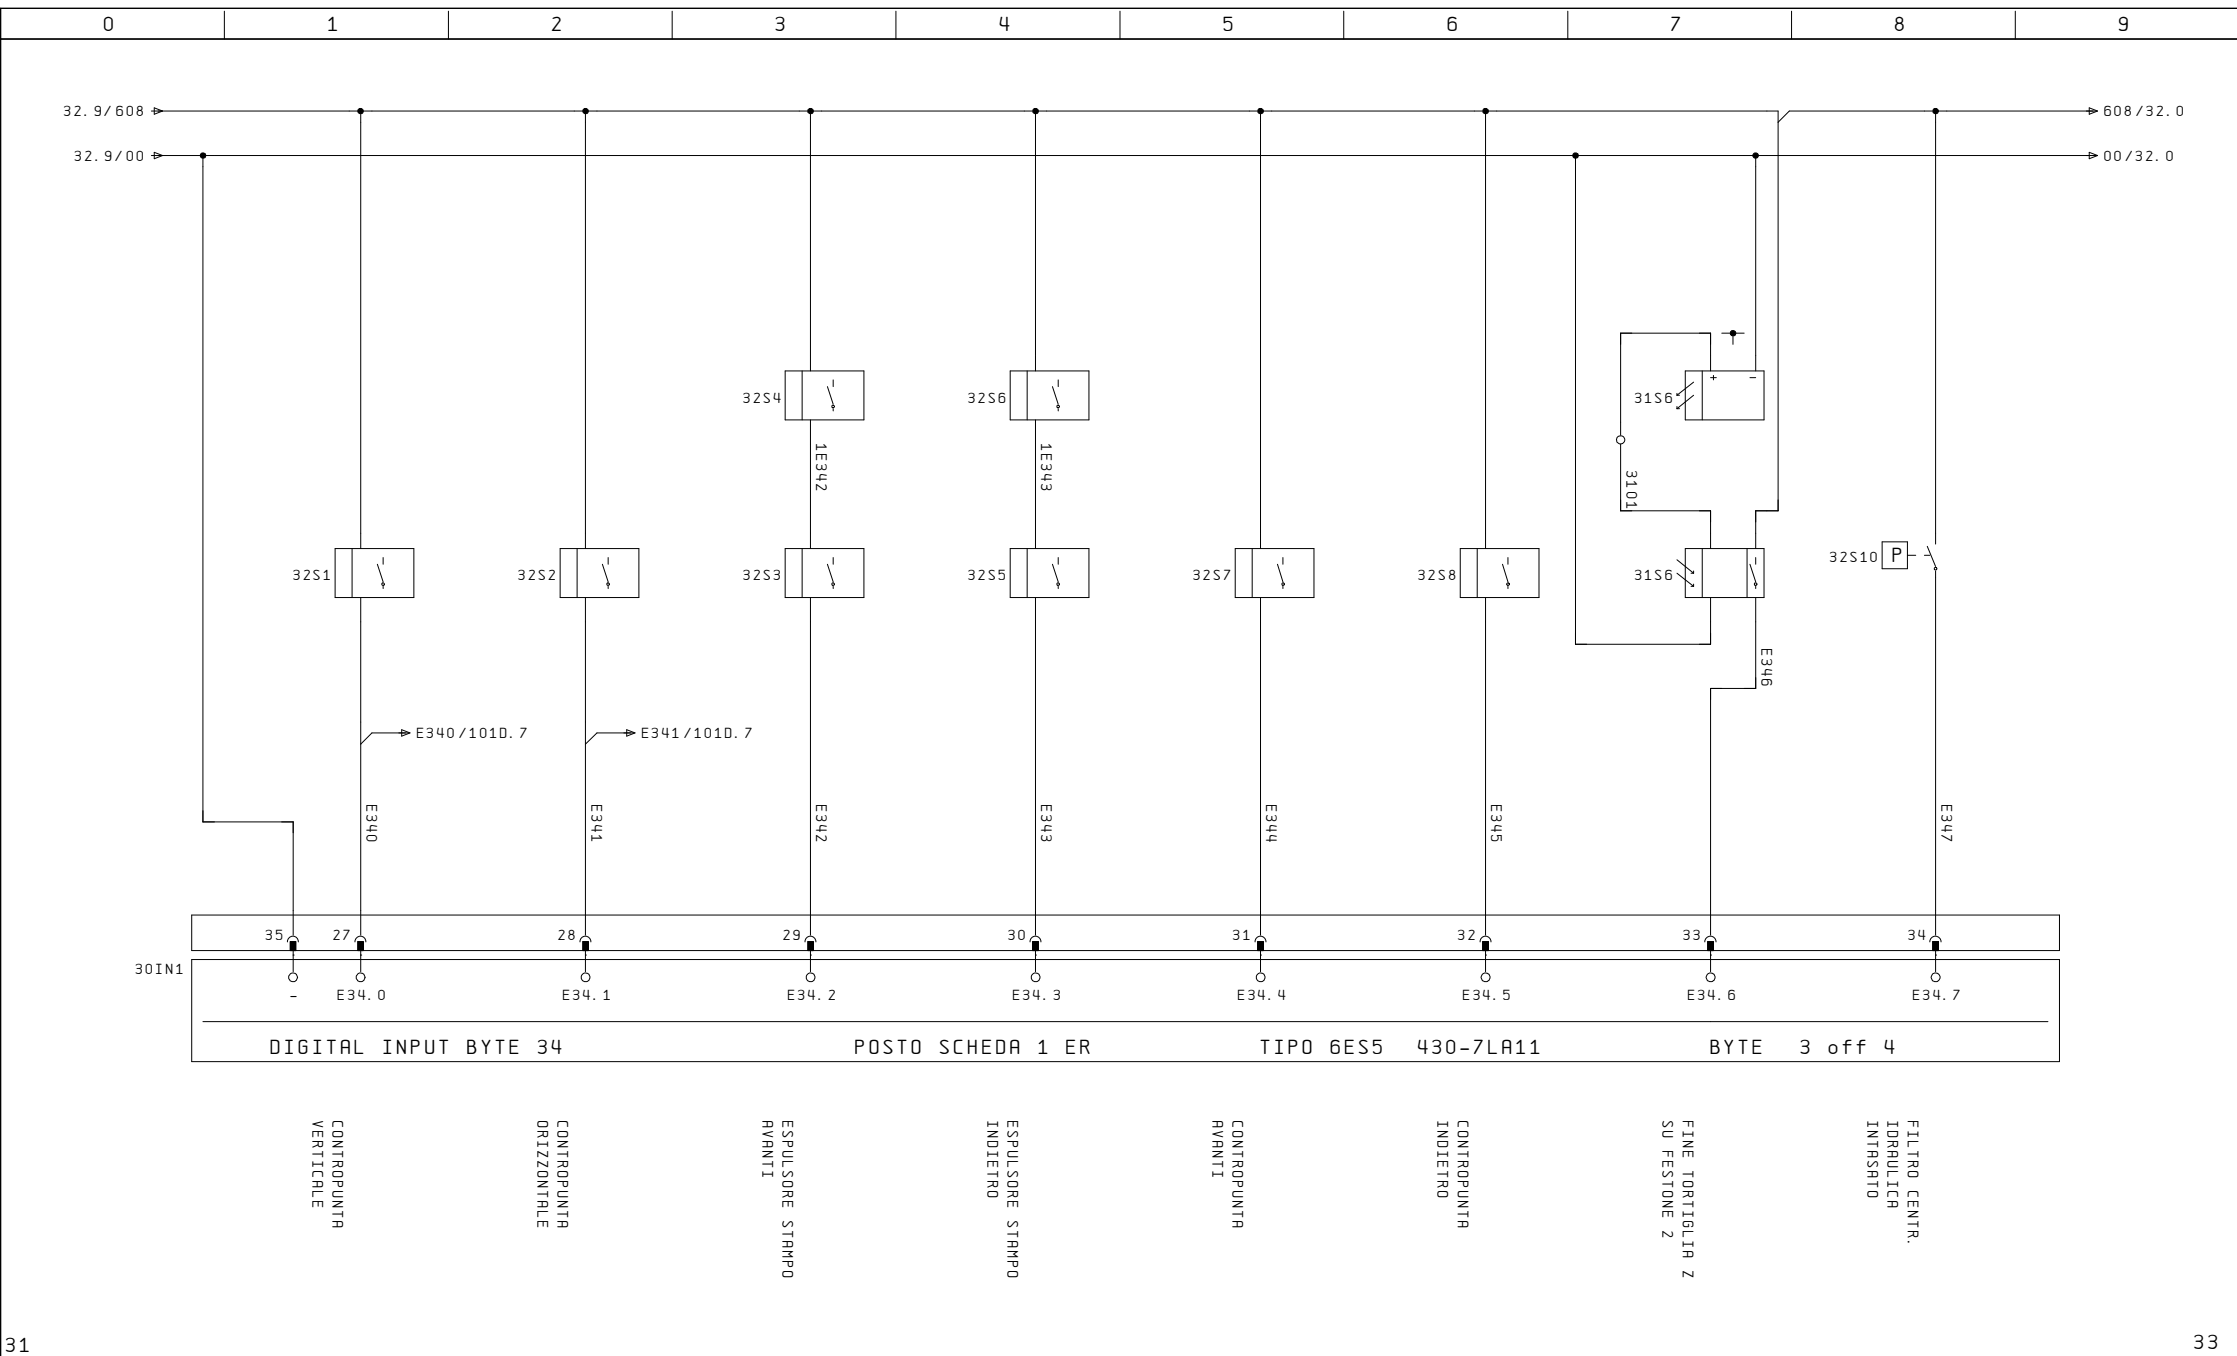 0 1 2 3 4 5 6 7 8 9
32.9/608 608/32.0
32.9/00 00/32.0
+ -
32S4 32S6 31S6
1E342 1E343 3101
32S1 32S2 32S3 32S5 32S7 32S8 31S6 32S10 P
E346
E340/101D.7 E341/101D.7
E340 E341 E342 E343 E344 E345 E347
35 27 28 29 30 31 32 33 34
30IN1
- E34.0 E34.1 E34.2 E34.3 E34.4 E34.5 E34.6 E34.7
DIGITAL INPUT BYTE 34 POSTO SCHEDA 1 ER TIPO 6ES5 430-7LA11 BYTE 3 off 4
CONTROPUNTA
VERTICALE
CONTROPUNTA
ORIZZONTALE
ESPULSORE STAMPO
AVANTI
ESPULSORE STAMPO
INDIETRO
CONTROPUNTA
AVANTI
CONTROPUNTA
INDIETRO
FINE TORTIGLIA Z
SU FESTONE 2
FILTRO CENTR.
IDRAULICA
INTASATO
31 33